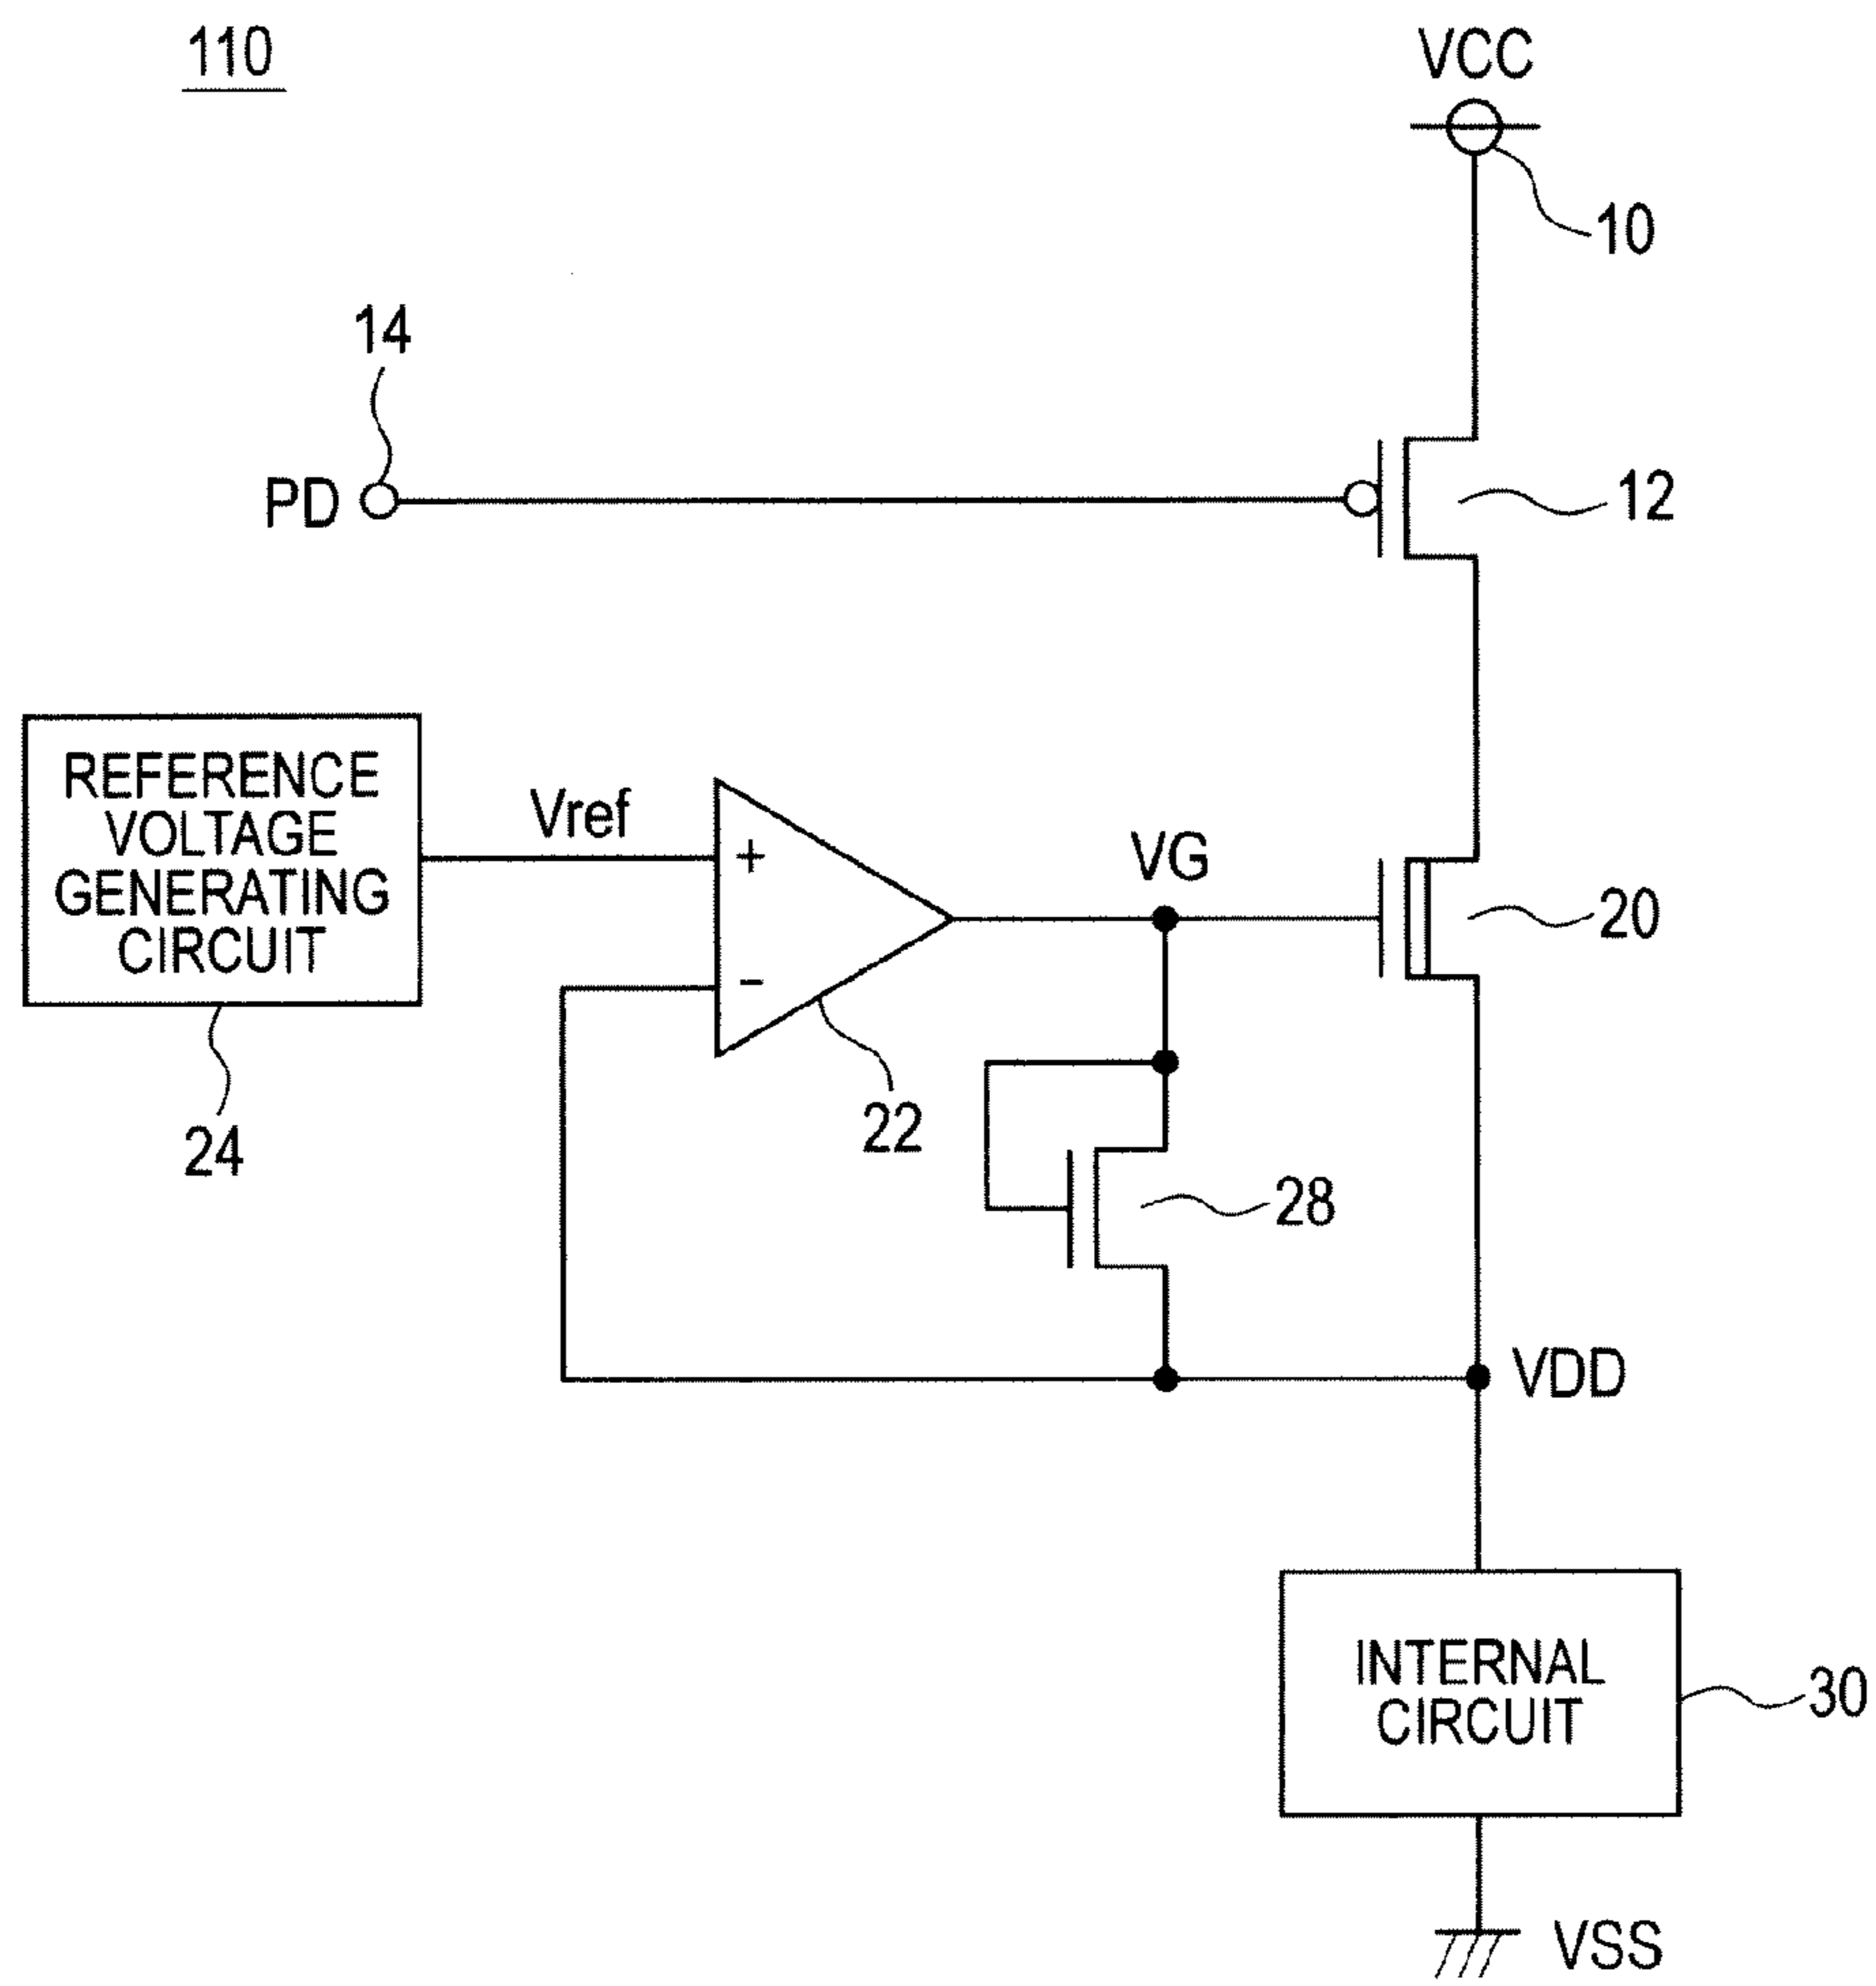 110
VCC
10
14
PD
12
REFERENCE
VOLTAGE
GENERATING
CIRCUIT
Vref
+
-
VG
20
22
24
28
VDD
INTERNAL
CIRCUIT
30
VSS